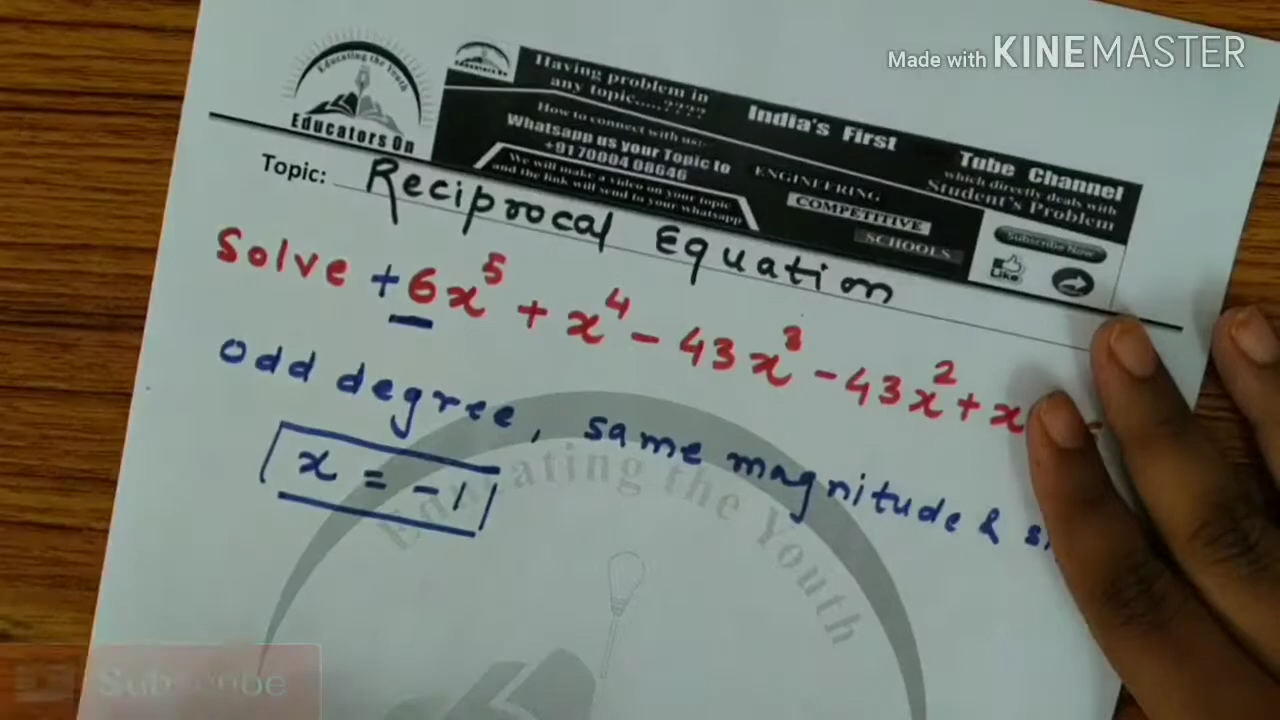 Made with KINEMASTER
Educating the Youth
Educators On
Educators On
Having problem in
any topic.....????
How to connect with us:-
Whatsapp us your Topic to
+91 70004 08646
We will make a video on your topic
and the link will send to your whatsapp
India's First Tube Channel
which directly deals with
Student's Problem
ENGINEERING
COMPETITIVE
SCHOOLS
Subscribe Now
Like
Topic: Reciprocal Equation
Solve +6x⁵ + x⁴ - 43x³ - 43x² + x
odd degree, same magnitude &
x = -1
Educating the Youth
Subscribe